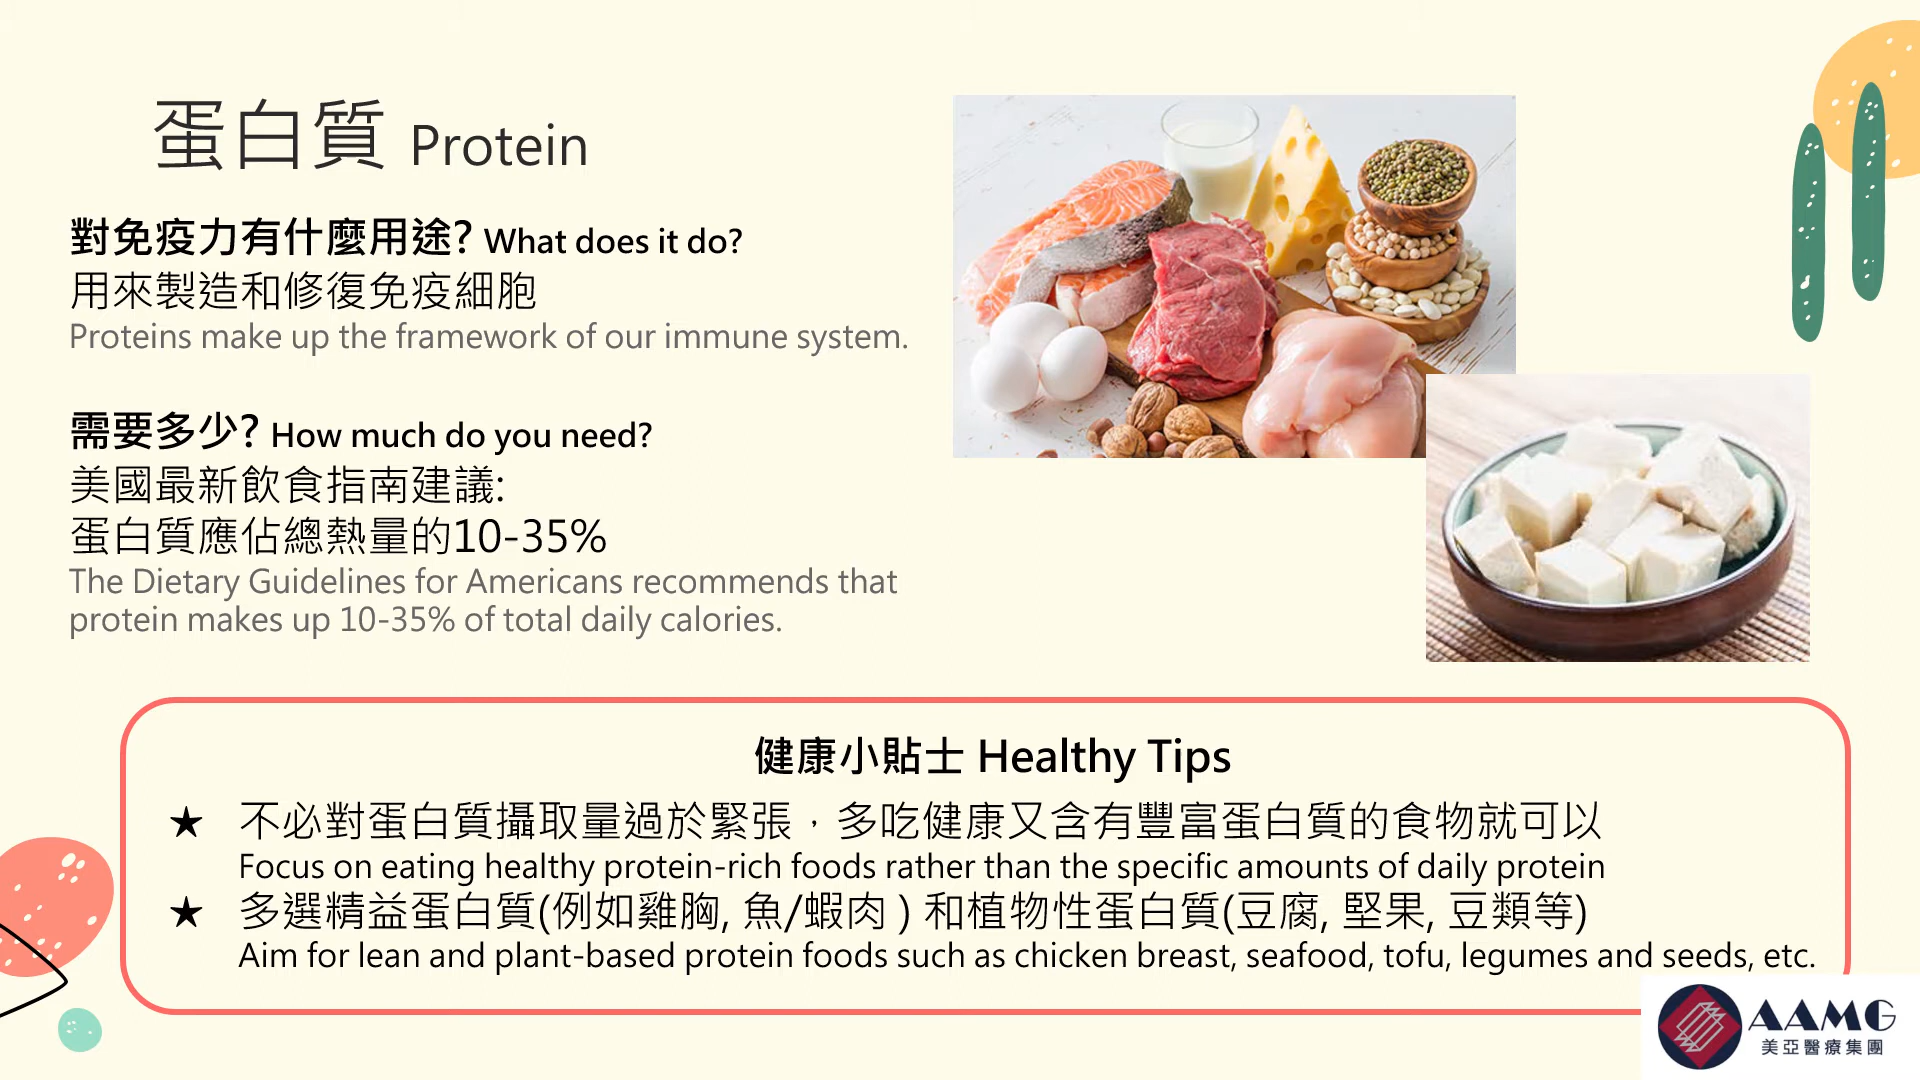 蛋白質 Protein
對免疫力有什麼用途? What does it do?
用來製造和修復免疫細胞
Proteins make up the framework of our immune system.
需要多少? How much do you need?
美國最新飲食指南建議:
蛋白質應佔總熱量的10-35%
The Dietary Guidelines for Americans recommends that
protein makes up 10-35% of total daily calories.
健康小貼士 Healthy Tips
★ 不必對蛋白質攝取量過於緊張，多吃健康又含有豐富蛋白質的食物就可以
Focus on eating healthy protein-rich foods rather than the specific amounts of daily protein
★ 多選精益蛋白質(例如雞胸, 魚/蝦肉 ) 和植物性蛋白質(豆腐, 堅果, 豆類等)
Aim for lean and plant-based protein foods such as chicken breast, seafood, tofu, legumes and seeds, etc.
AAMG
美亞醫療集團